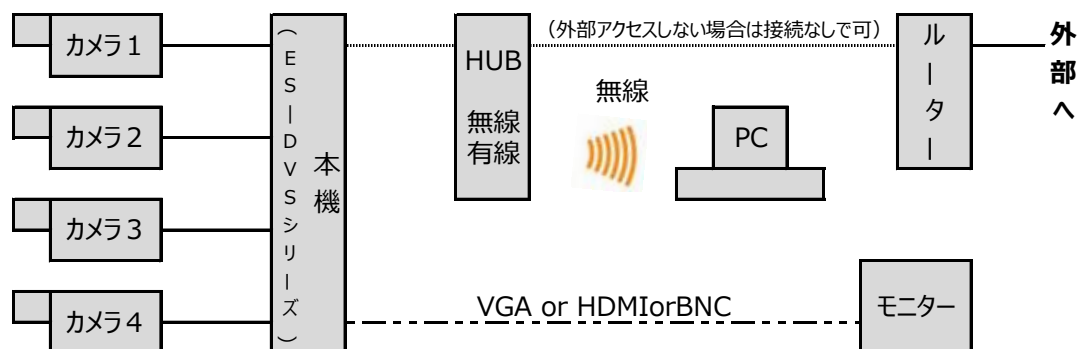 カメラ1
カメラ2
カメラ3
カメラ4
本機
（ES－DVSシリーズ）
HUB
無線
有線
（外部アクセスしない場合は接続なしで可）
無線
PC
ルーター
外部へ
VGA or HDMIorBNC
モニター